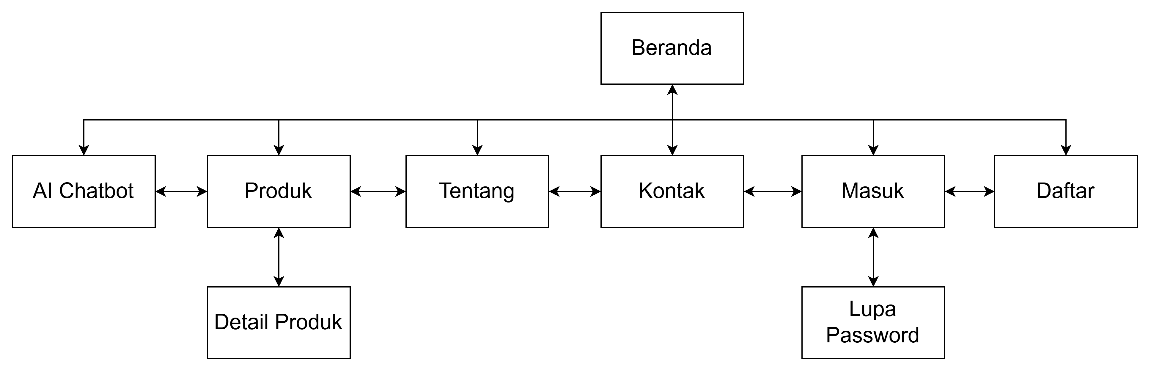 Beranda
AI Chatbot
Produk
Tentang
Kontak
Masuk
Daftar
Detail Produk
Lupa
Password